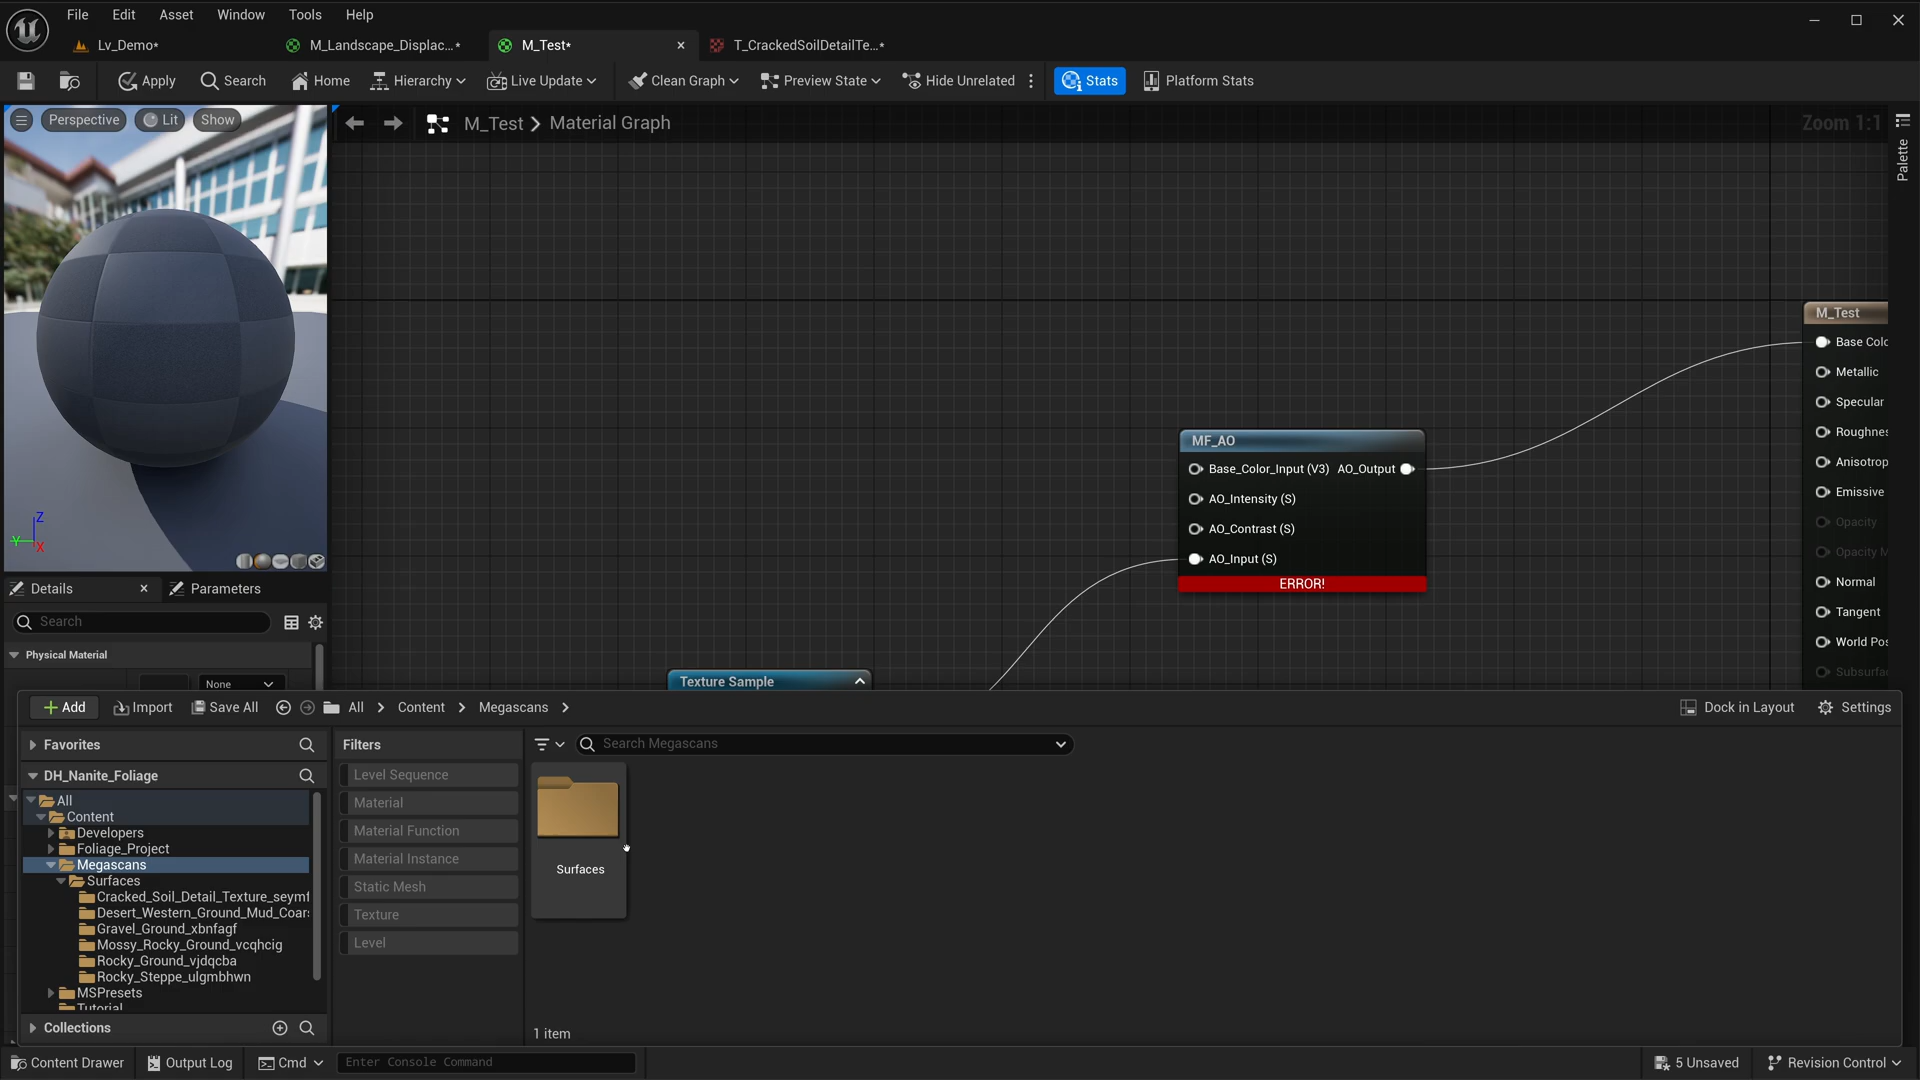 File Edit Asset Window Tools Help
Lv_Demo* M_Landscape_Displac...* M_Test* T_CrackedSoilDetailTe...*
Apply Search Home Hierarchy Live Update Clean Graph Preview State Hide Unrelated Stats Platform Stats
Perspective Lit Show
M_Test > Material Graph
Zoom 1:1
Palette
M_Test
Base Colo
Metallic
Specular
Roughnes
Anisotrop
Emissive
Opacity
Opacity M
Normal
Tangent
World Pos
Subsurfac
MF_AO
Base_Color_Input (V3) AO_Output
AO_Intensity (S)
AO_Contrast (S)
AO_Input (S)
ERROR!
Texture Sample
Z
Y
X
Details Parameters
Search
Physical Material
None
Add Import Save All All > Content > Megascans > Dock in Layout Settings
Favorites
DH_Nanite_Foliage
All
Content
Developers
Foliage_Project
Megascans
Surfaces
Cracked_Soil_Detail_Texture_seymf
Desert_Western_Ground_Mud_Coar
Gravel_Ground_xbnfagf
Mossy_Rocky_Ground_vcqhcig
Rocky_Ground_vjdqcba
Rocky_Steppe_ulgmbhwn
MSPresets
Tutorial
Collections
Filters
Level Sequence
Material
Material Function
Material Instance
Static Mesh
Texture
Level
Search Megascans
Surfaces
1 item
Content Drawer Output Log Cmd Enter Console Command 5 Unsaved Revision Control